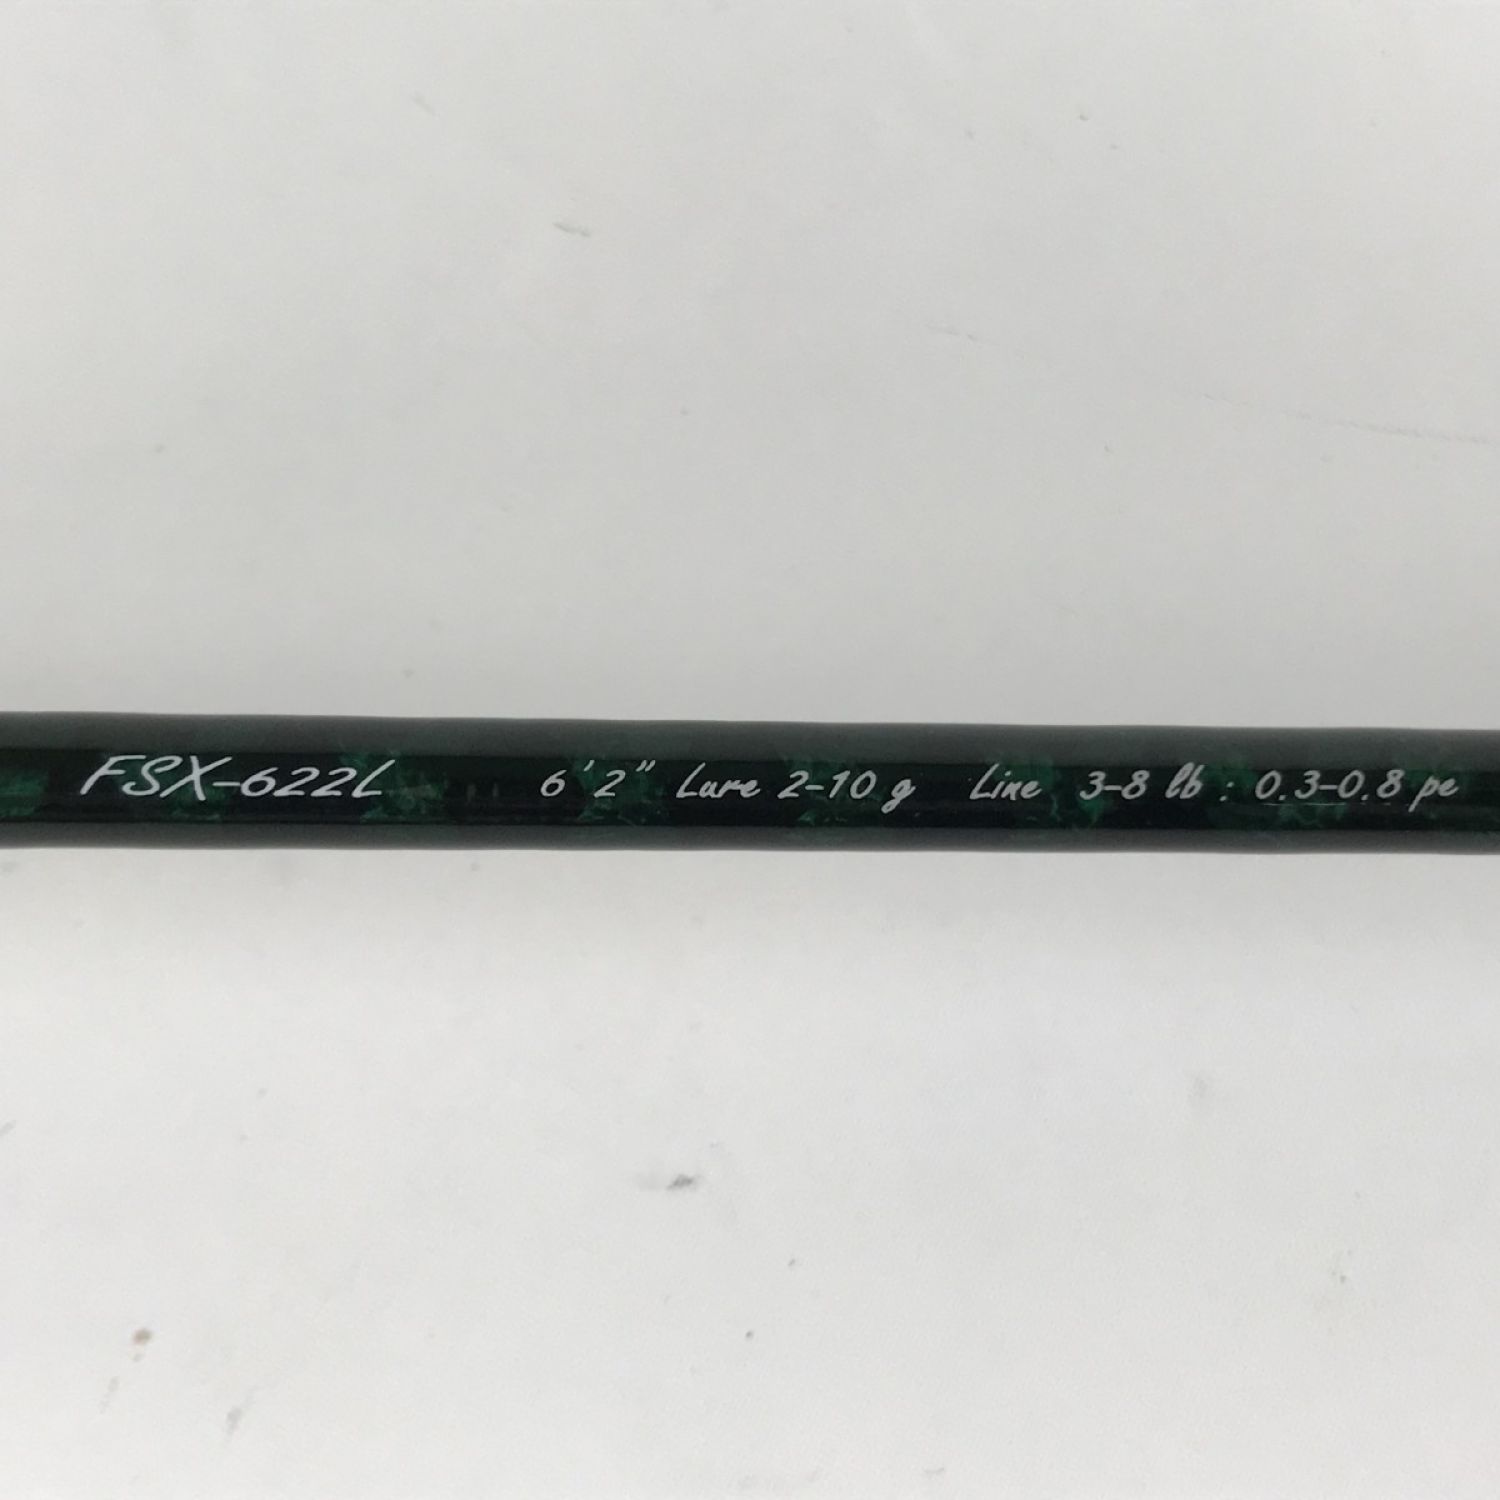 FSX-622L 6'2" Lure 2-10 g Line 3-8 lb : 0.3-0.8 pe